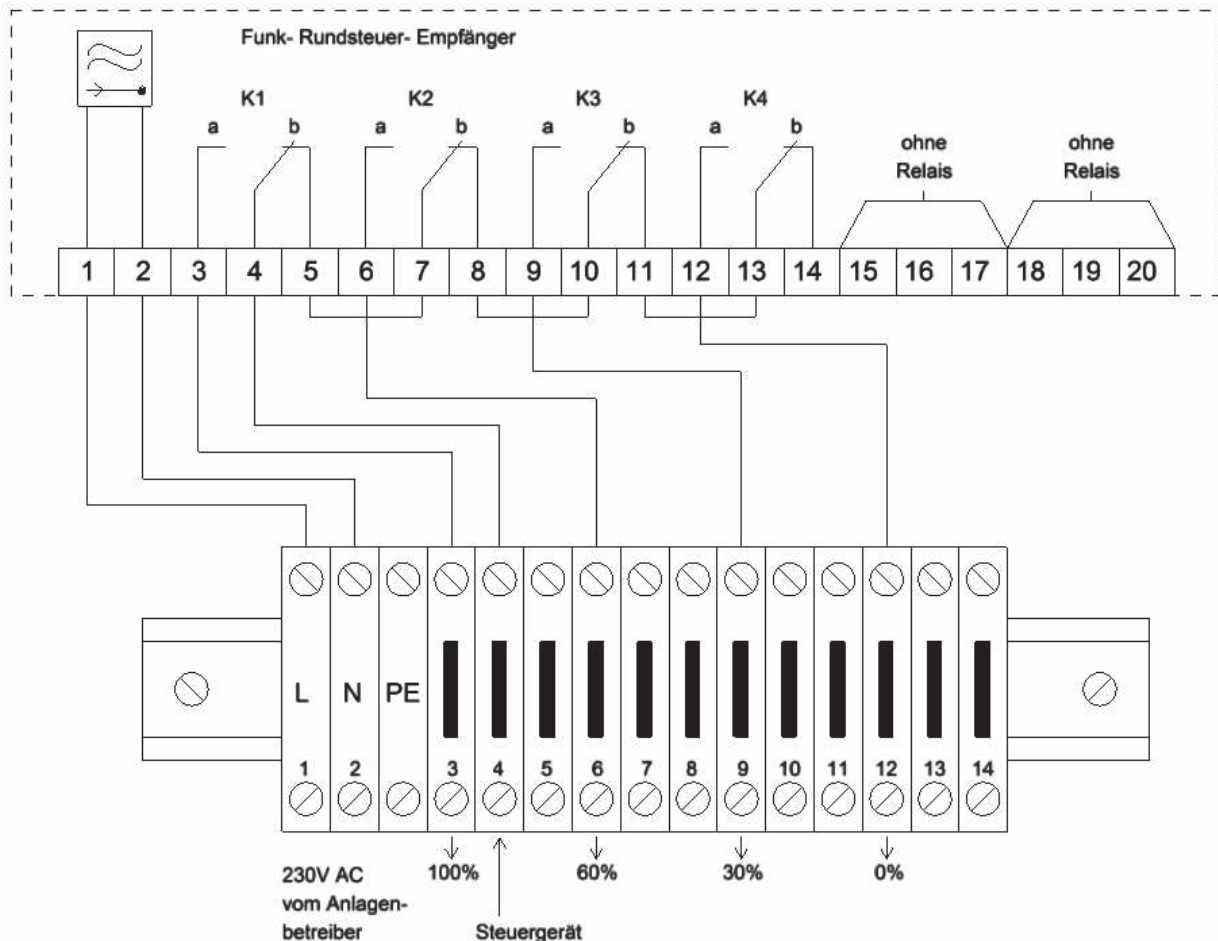 Funk- Rundsteuer- Empfänger
K1 K2 K3 K4
a b a b a b a b
ohne Relais
ohne Relais
1 2 3 4 5 6 7 8 9 10 11 12 13 14 15 16 17 18 19 20
L N PE
1 2 3 4 5 6 7 8 9 10 11 12 13 14
100% 60% 30% 0%
230V AC
vom Anlagen-
betreiber
Steuergerät